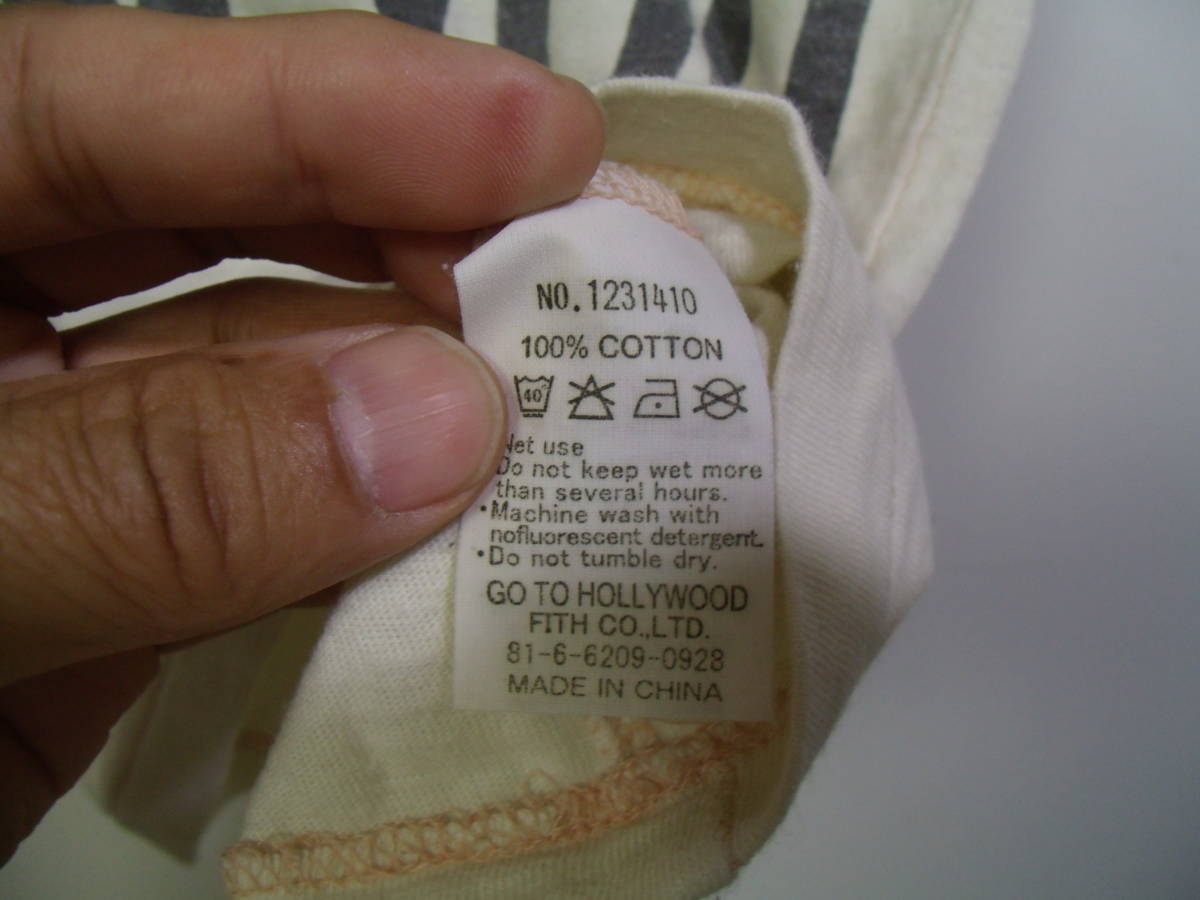 NO. 1231410
100% COTTON
40
Net use
Do not keep wet more
than several hours.
・Machine wash with
nofluorescent detergent.
・Do not tumble dry.
GO TO HOLLYWOOD
FITH CO.,LTD.
81-6-6209-0928
MADE IN CHINA